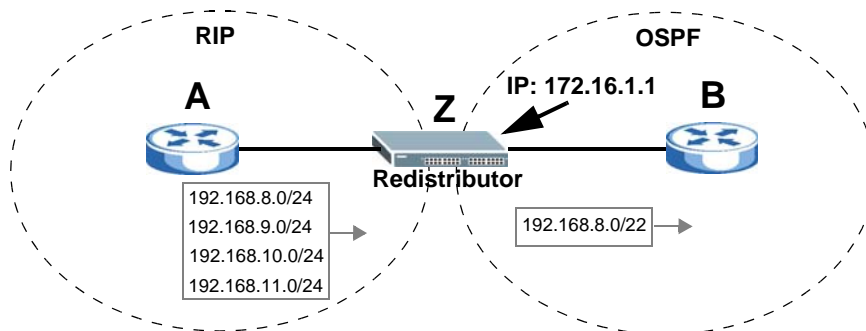 RIP
OSPF
IP: 172.16.1.1
A
Z
B
Redistributor
192.168.8.0/24
192.168.9.0/24
192.168.10.0/24
192.168.11.0/24
192.168.8.0/22